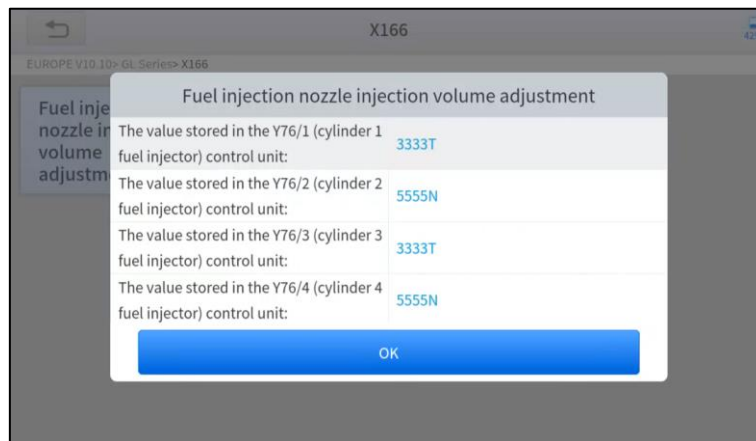 X166
EUROPE V10.10> GL Series> X166
Fuel inje
nozzle in
volume
adjustm
Fuel injection nozzle injection volume adjustment
The value stored in the Y76/1 (cylinder 1
fuel injector) control unit:
3333T
The value stored in the Y76/2 (cylinder 2
fuel injector) control unit:
5555N
The value stored in the Y76/3 (cylinder 3
fuel injector) control unit:
3333T
The value stored in the Y76/4 (cylinder 4
fuel injector) control unit:
5555N
OK